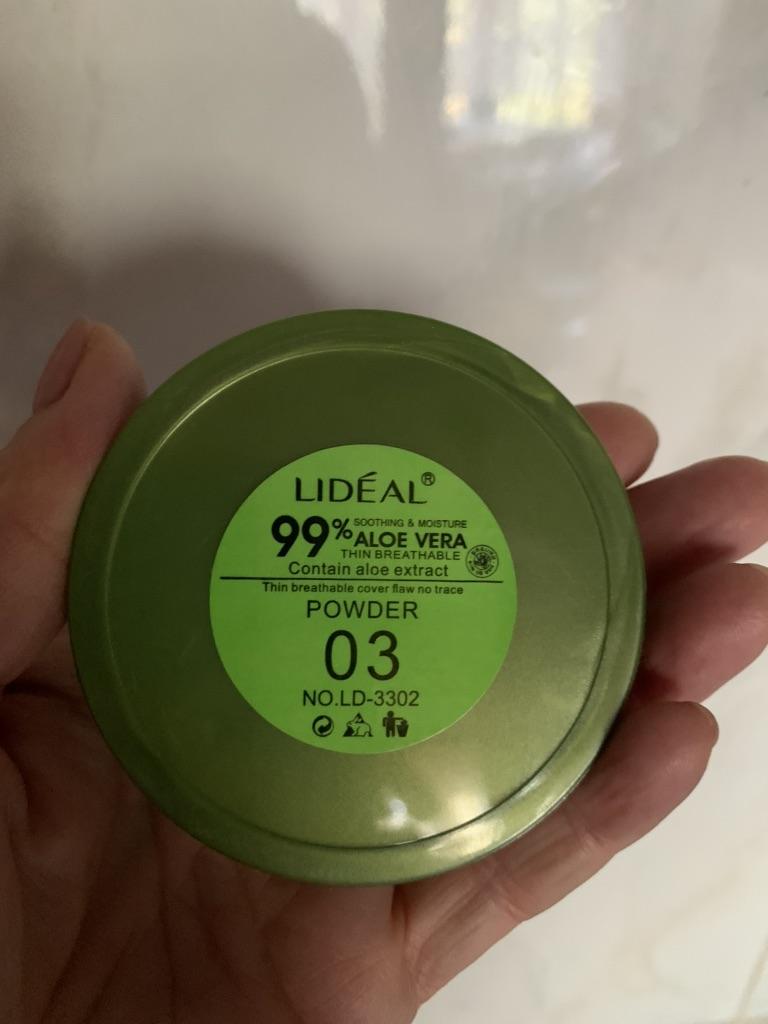 LIDÉAL®
99% SOOTHING & MOISTURE
ALOE VERA
THIN BREATHABLE
Contain aloe extract
Thin breathable cover flaw no trace
POWDER
03
NO.LD-3302